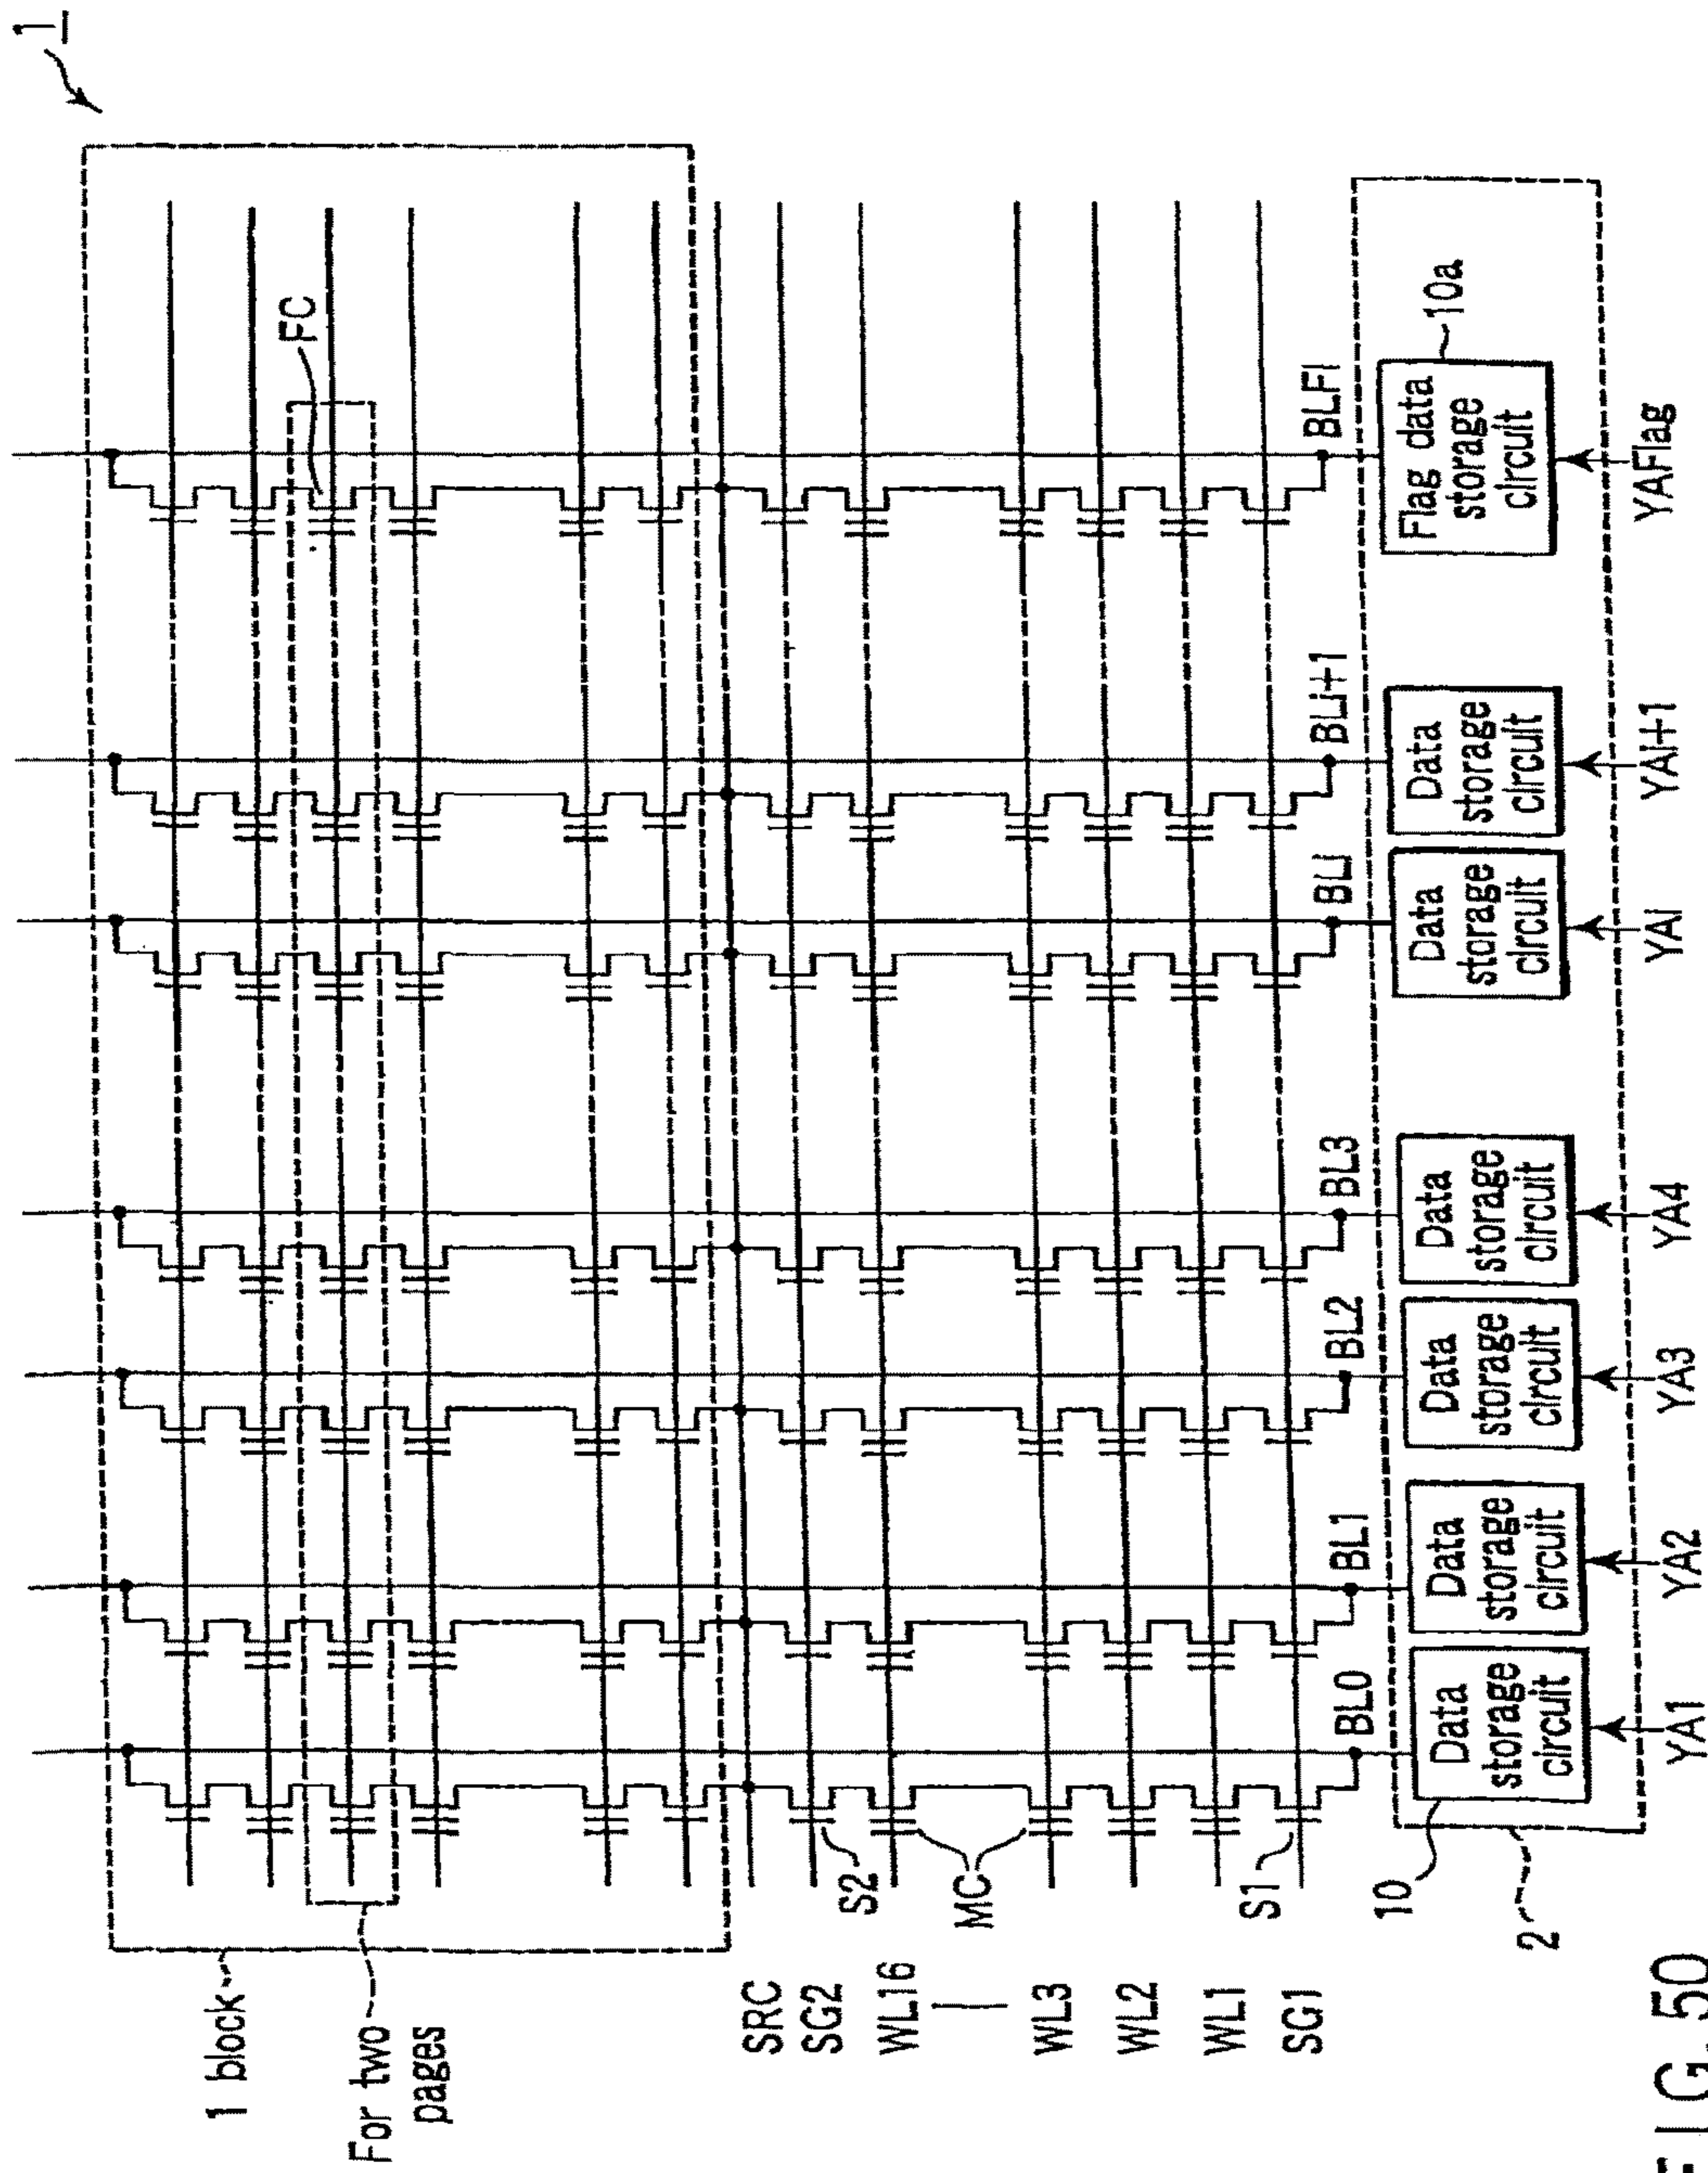 1
1 block
For two
pages
FC
SRC
SG2
WL16
WL3
WL2
WL1
SG1
S2
MC
S1
BL0
BL1
BL2
BL3
BLi
BLi+1
BLFl
10
2
Data
storage
circuit
Data
storage
circuit
Data
storage
circuit
Data
storage
circuit
Data
storage
circuit
Data
storage
circuit
Flag data
storage
circuit
10a
YA1
YA2
YA3
YA4
YAi
YAi+1
YAFlag
FIG. 50